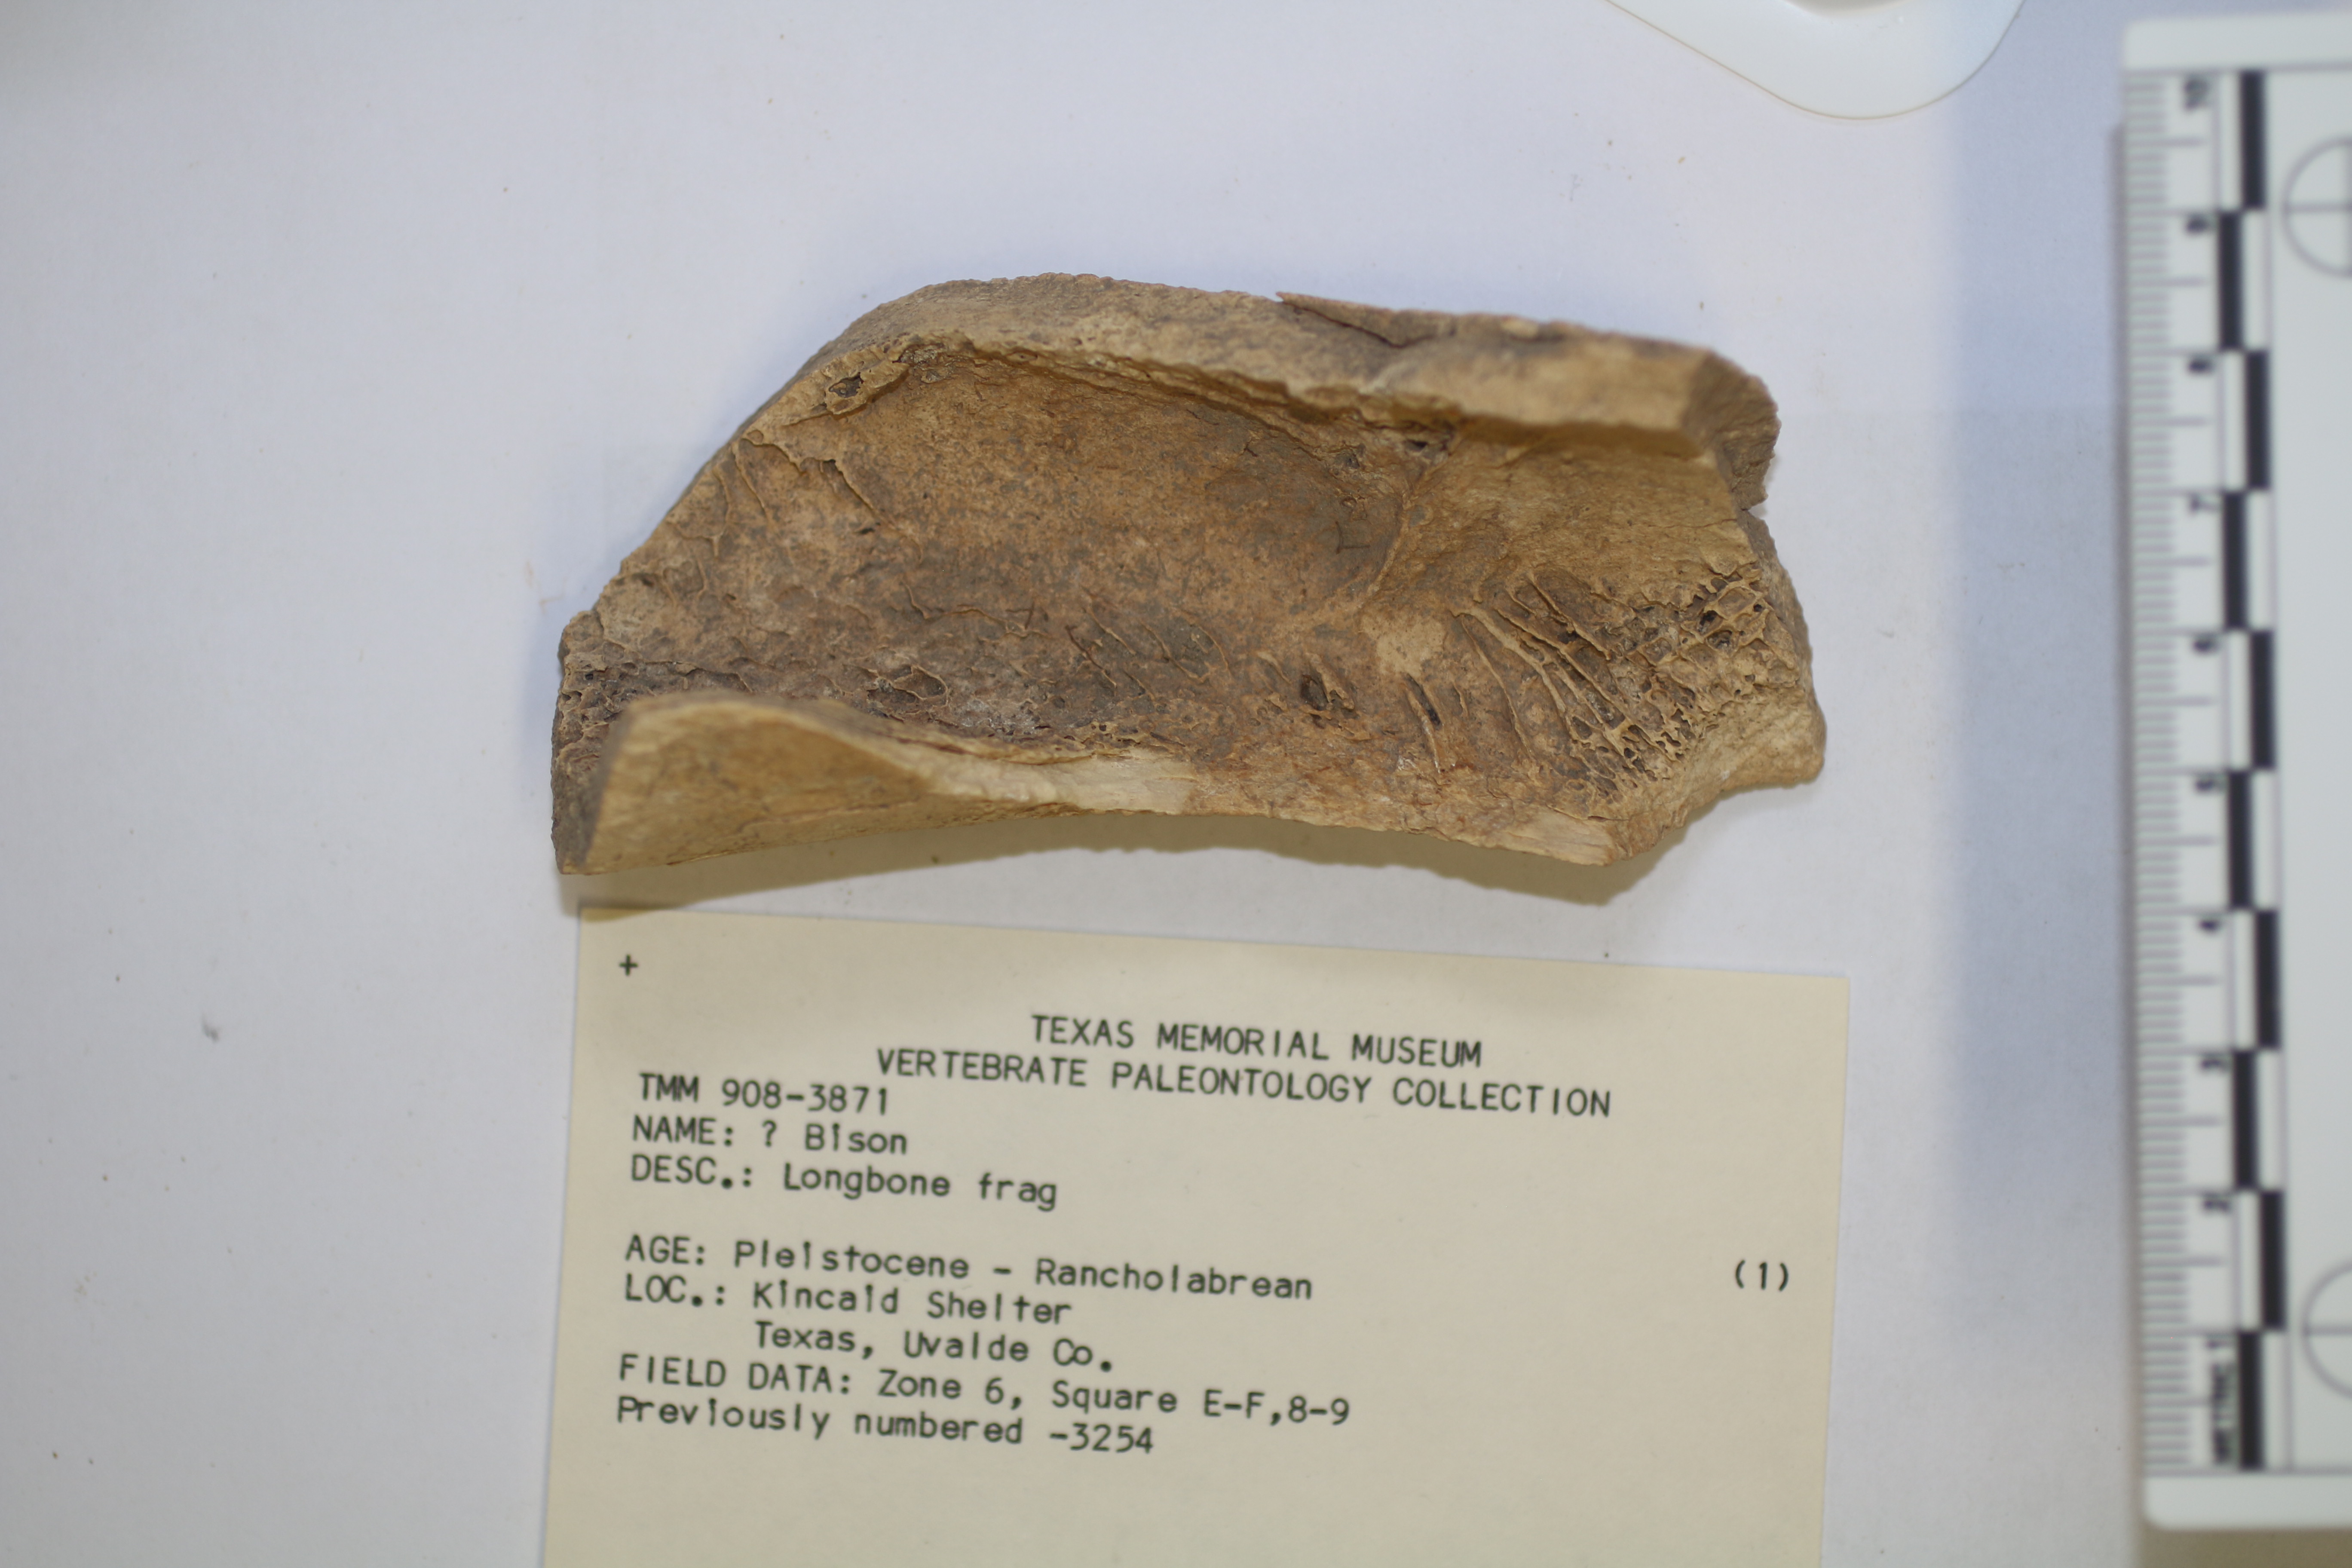 +
TEXAS MEMORIAL MUSEUM
VERTEBRATE PALEONTOLOGY COLLECTION
TMM 908-3871
NAME: ? Bison
DESC.: Longbone frag
AGE: Pleistocene - Rancholabrean
LOC.: Kincaid Shelter
Texas, Uvalde Co.
FIELD DATA: Zone 6, Square E-F,8-9
Previously numbered -3254
(1)
METRIC 1 2 3 4 5 6 7 8 9 10